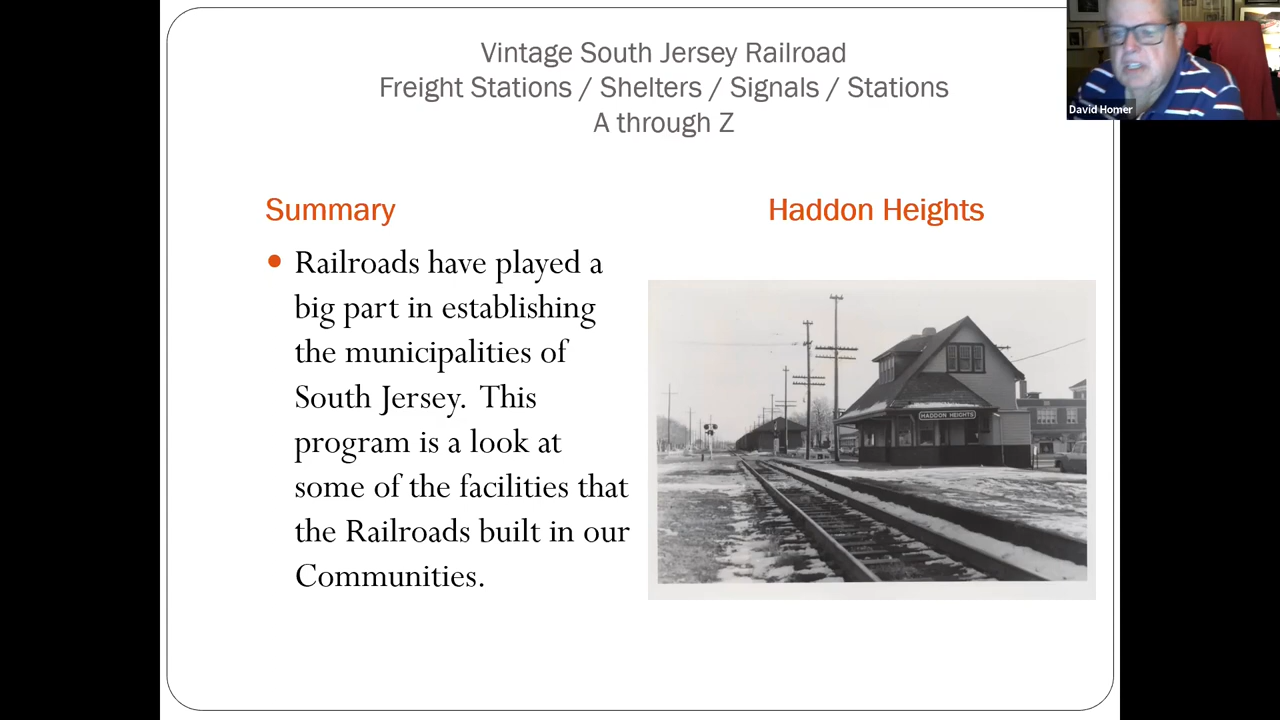 Vintage South Jersey Railroad
Freight Stations / Shelters / Signals / Stations
A through Z
David Homer
Summary
Haddon Heights
Railroads have played a
big part in establishing
the municipalities of
South Jersey. This
program is a look at
some of the facilities that
the Railroads built in our
Communities.
HADDON HEIGHTS